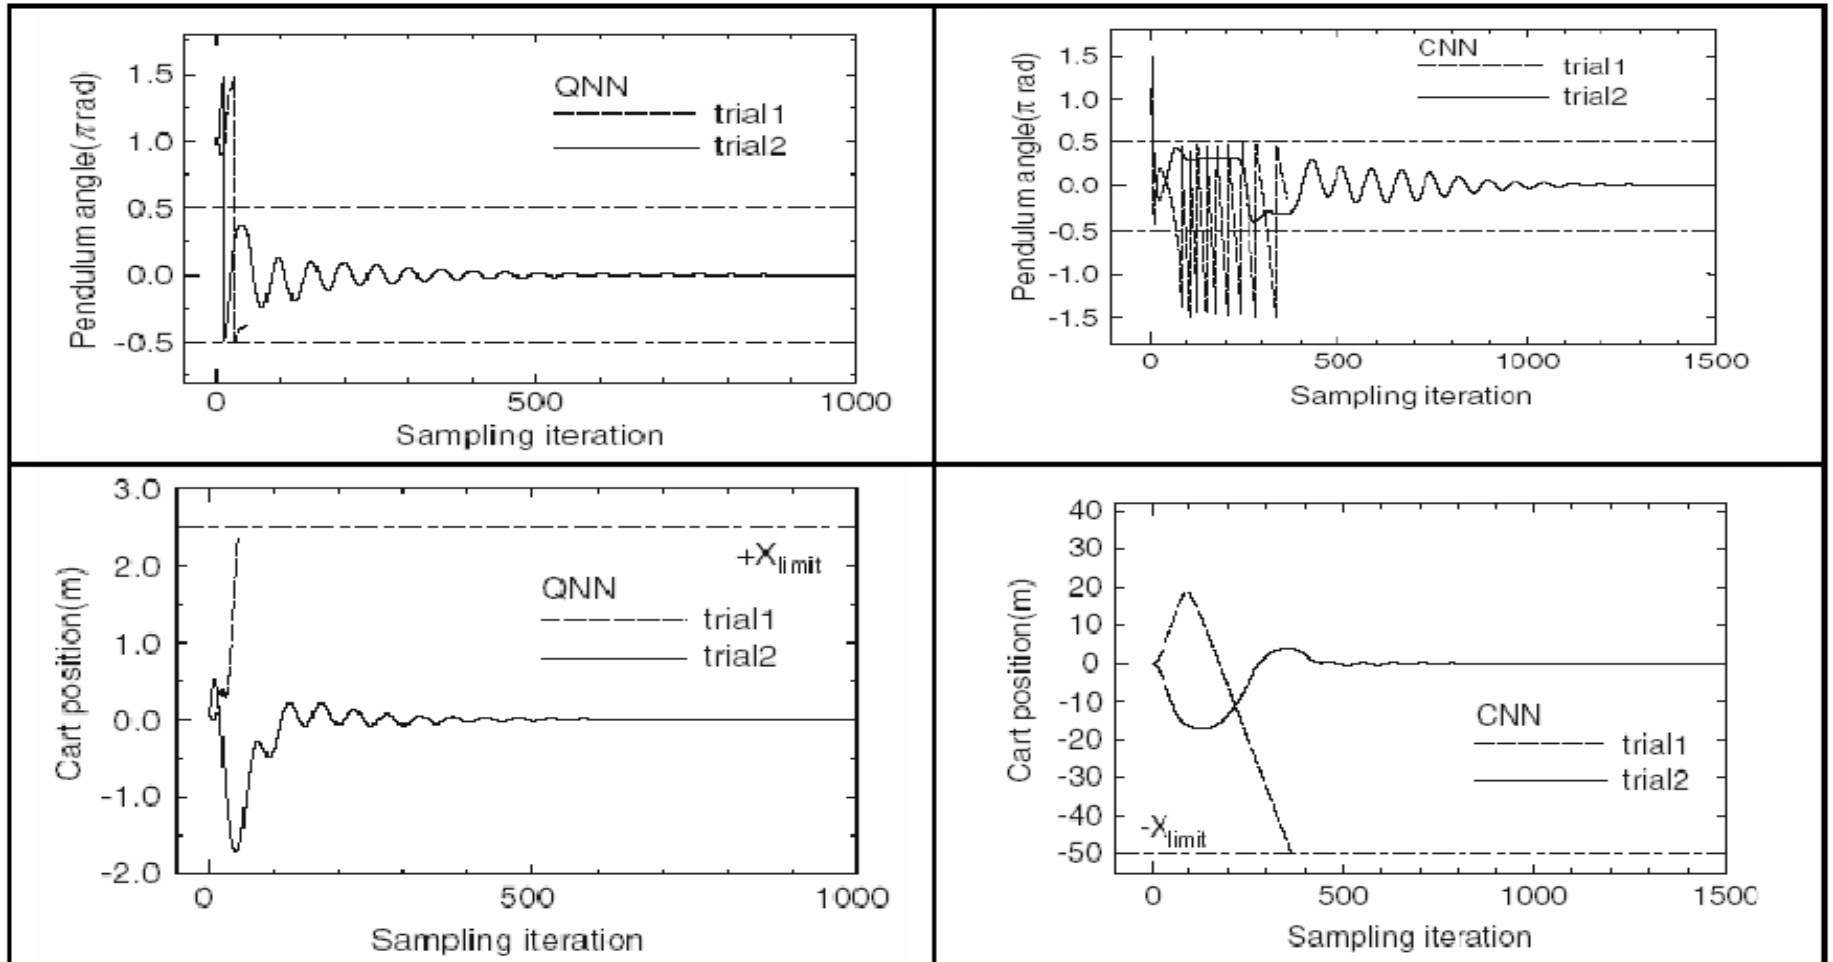 1.5
1.0
0.5
0.0
-0.5
Pendulum angle(π rad)
QNN
trial1
trial2
0 500 1000
Sampling iteration
1.5
1.0
0.5
0.0
-0.5
-1.0
-1.5
Pendulum angle(π rad)
CNN
trial1
trial2
0 500 1000 1500
Sampling iteration
3.0
2.0
1.0
0.0
-1.0
-2.0
Cart position(m)
+Xlimit
QNN
trial1
trial2
0 500 1000
Sampling iteration
40
30
20
10
0
-10
-20
-30
-40
-50
Cart position(m)
CNN
trial1
trial2
-Xlimit
0 500 1000 1500
Sampling iteration